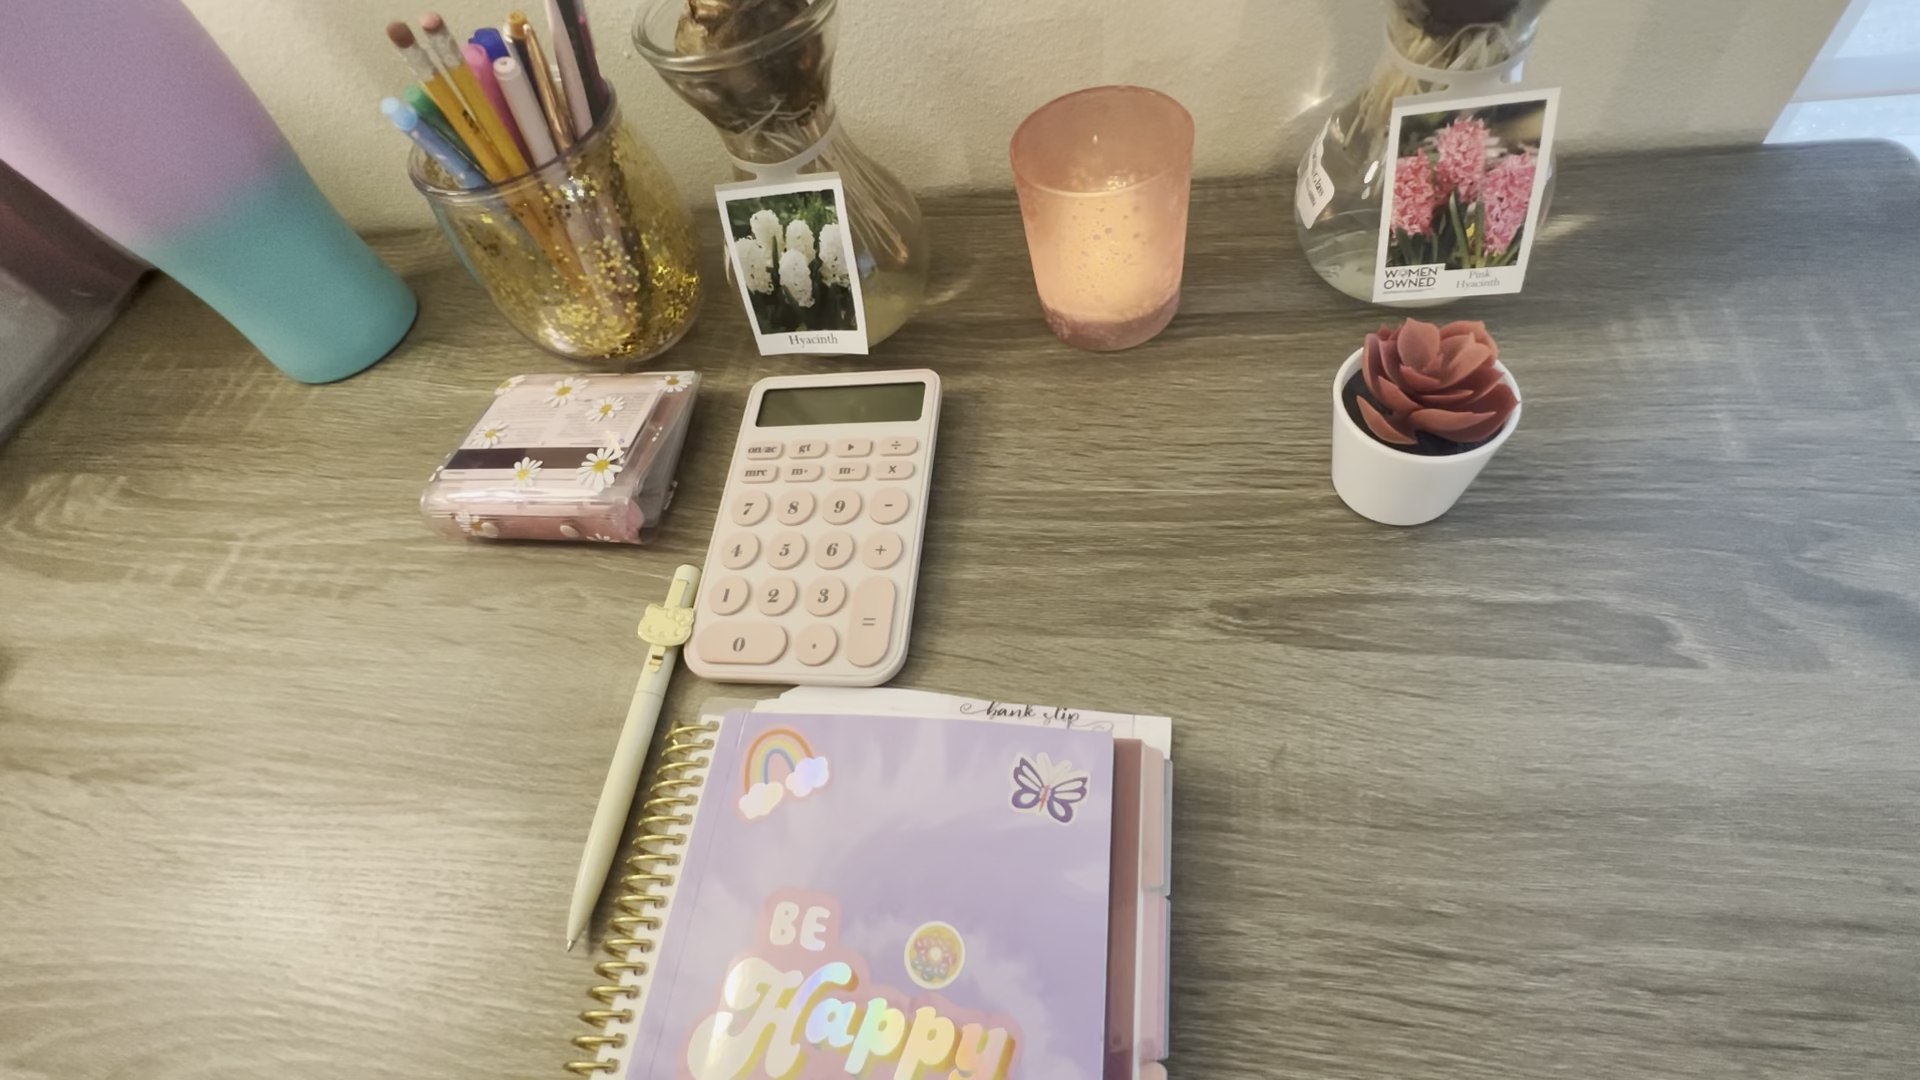 Hyacinth
WOMEN
OWNED
Pink
Hyacinth
on/ac gt ▶ ÷
mrc m+ m- x
7 8 9 -
4 5 6 +
1 2 3 =
0 .
bank slip
BE
Happy